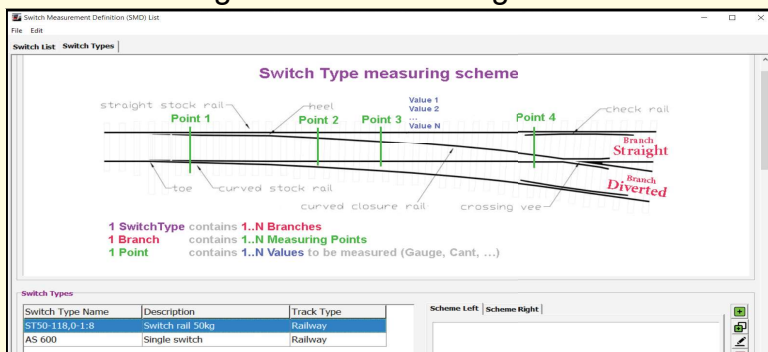 Switch Measurement Definition (SMD) List
File Edit
Switch List Switch Types
Switch Type measuring scheme
straight stock rail
heel
Value 1
Value 2
...
Value N
check rail
Point 1
Point 2
Point 3
Point 4
Branch
Straight
Branch
Diverted
toe
curved stock rail
curved closure rail
crossing vee
1 SwitchType contains 1..N Branches
1 Branch contains 1..N Measuring Points
1 Point contains 1..N Values to be measured (Gauge, Cant, ...)
Switch Types
Switch Type Name Description Track Type
ST50-118,0-1:8 Switch rail 50kg Railway
AS 600 Single switch Railway
Scheme Left Scheme Right